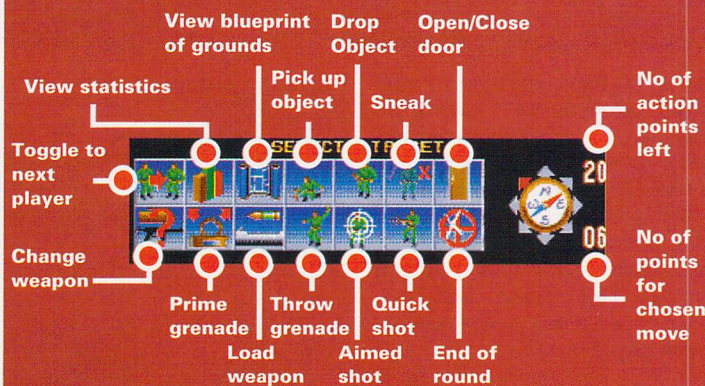 View blueprint
of grounds
Drop
Object
Open/Close
door
View statistics
Pick up
object
Sneak
No of
action
points
left
Toggle to
next
player
SELECT TARGET
20
06
Change
weapon
No of
points
for
chosen
move
Prime
grenade
Throw
grenade
Quick
shot
Load
weapon
Aimed
shot
End of
round